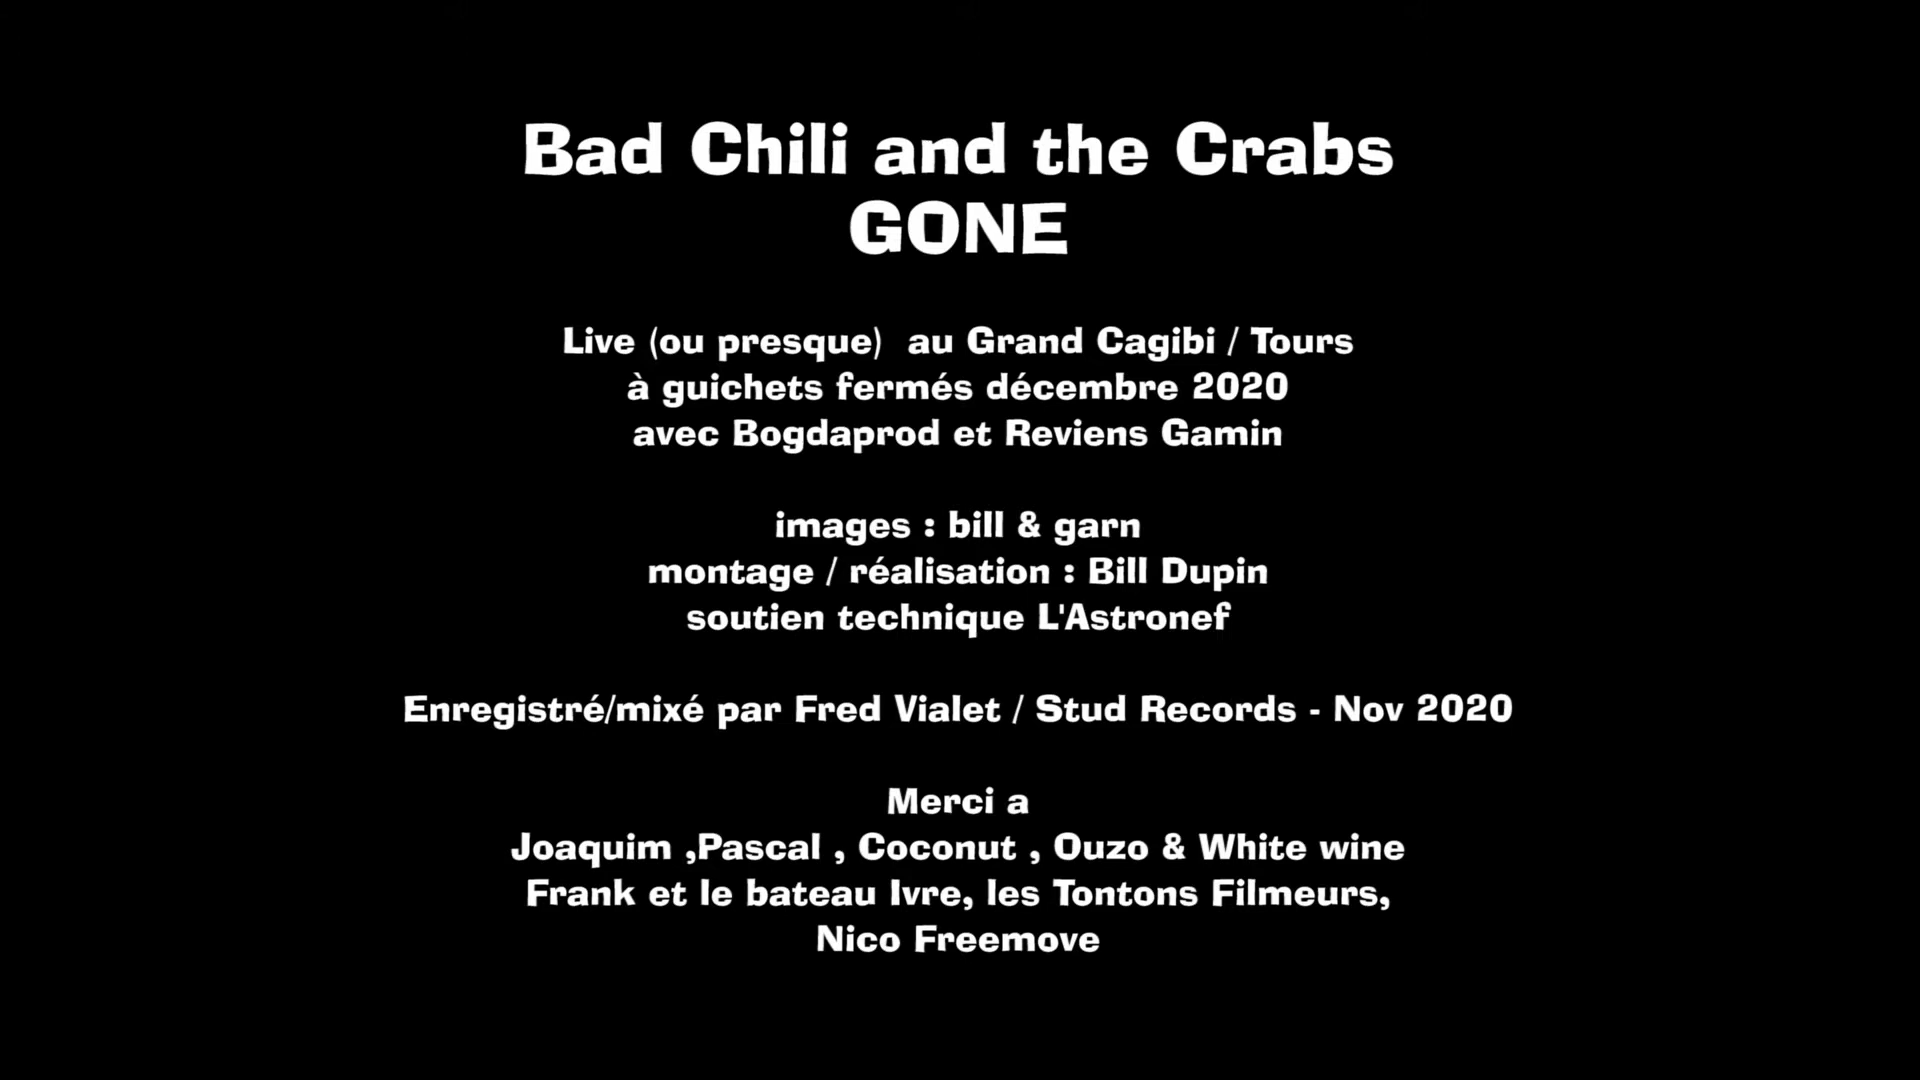 Bad Chili and the Crabs
GONE
Live (ou presque)  au Grand Cagibi / Tours
à guichets fermés décembre 2020
avec Bogdaprod et Reviens Gamin
images : bill & garn
montage / réalisation : Bill Dupin
soutien technique L'Astronef
Enregistré/mixé par Fred Vialet / Stud Records - Nov 2020
Merci a
Joaquim ,Pascal , Coconut , Ouzo & White wine
Frank et le bateau Ivre, les Tontons Filmeurs,
Nico Freemove